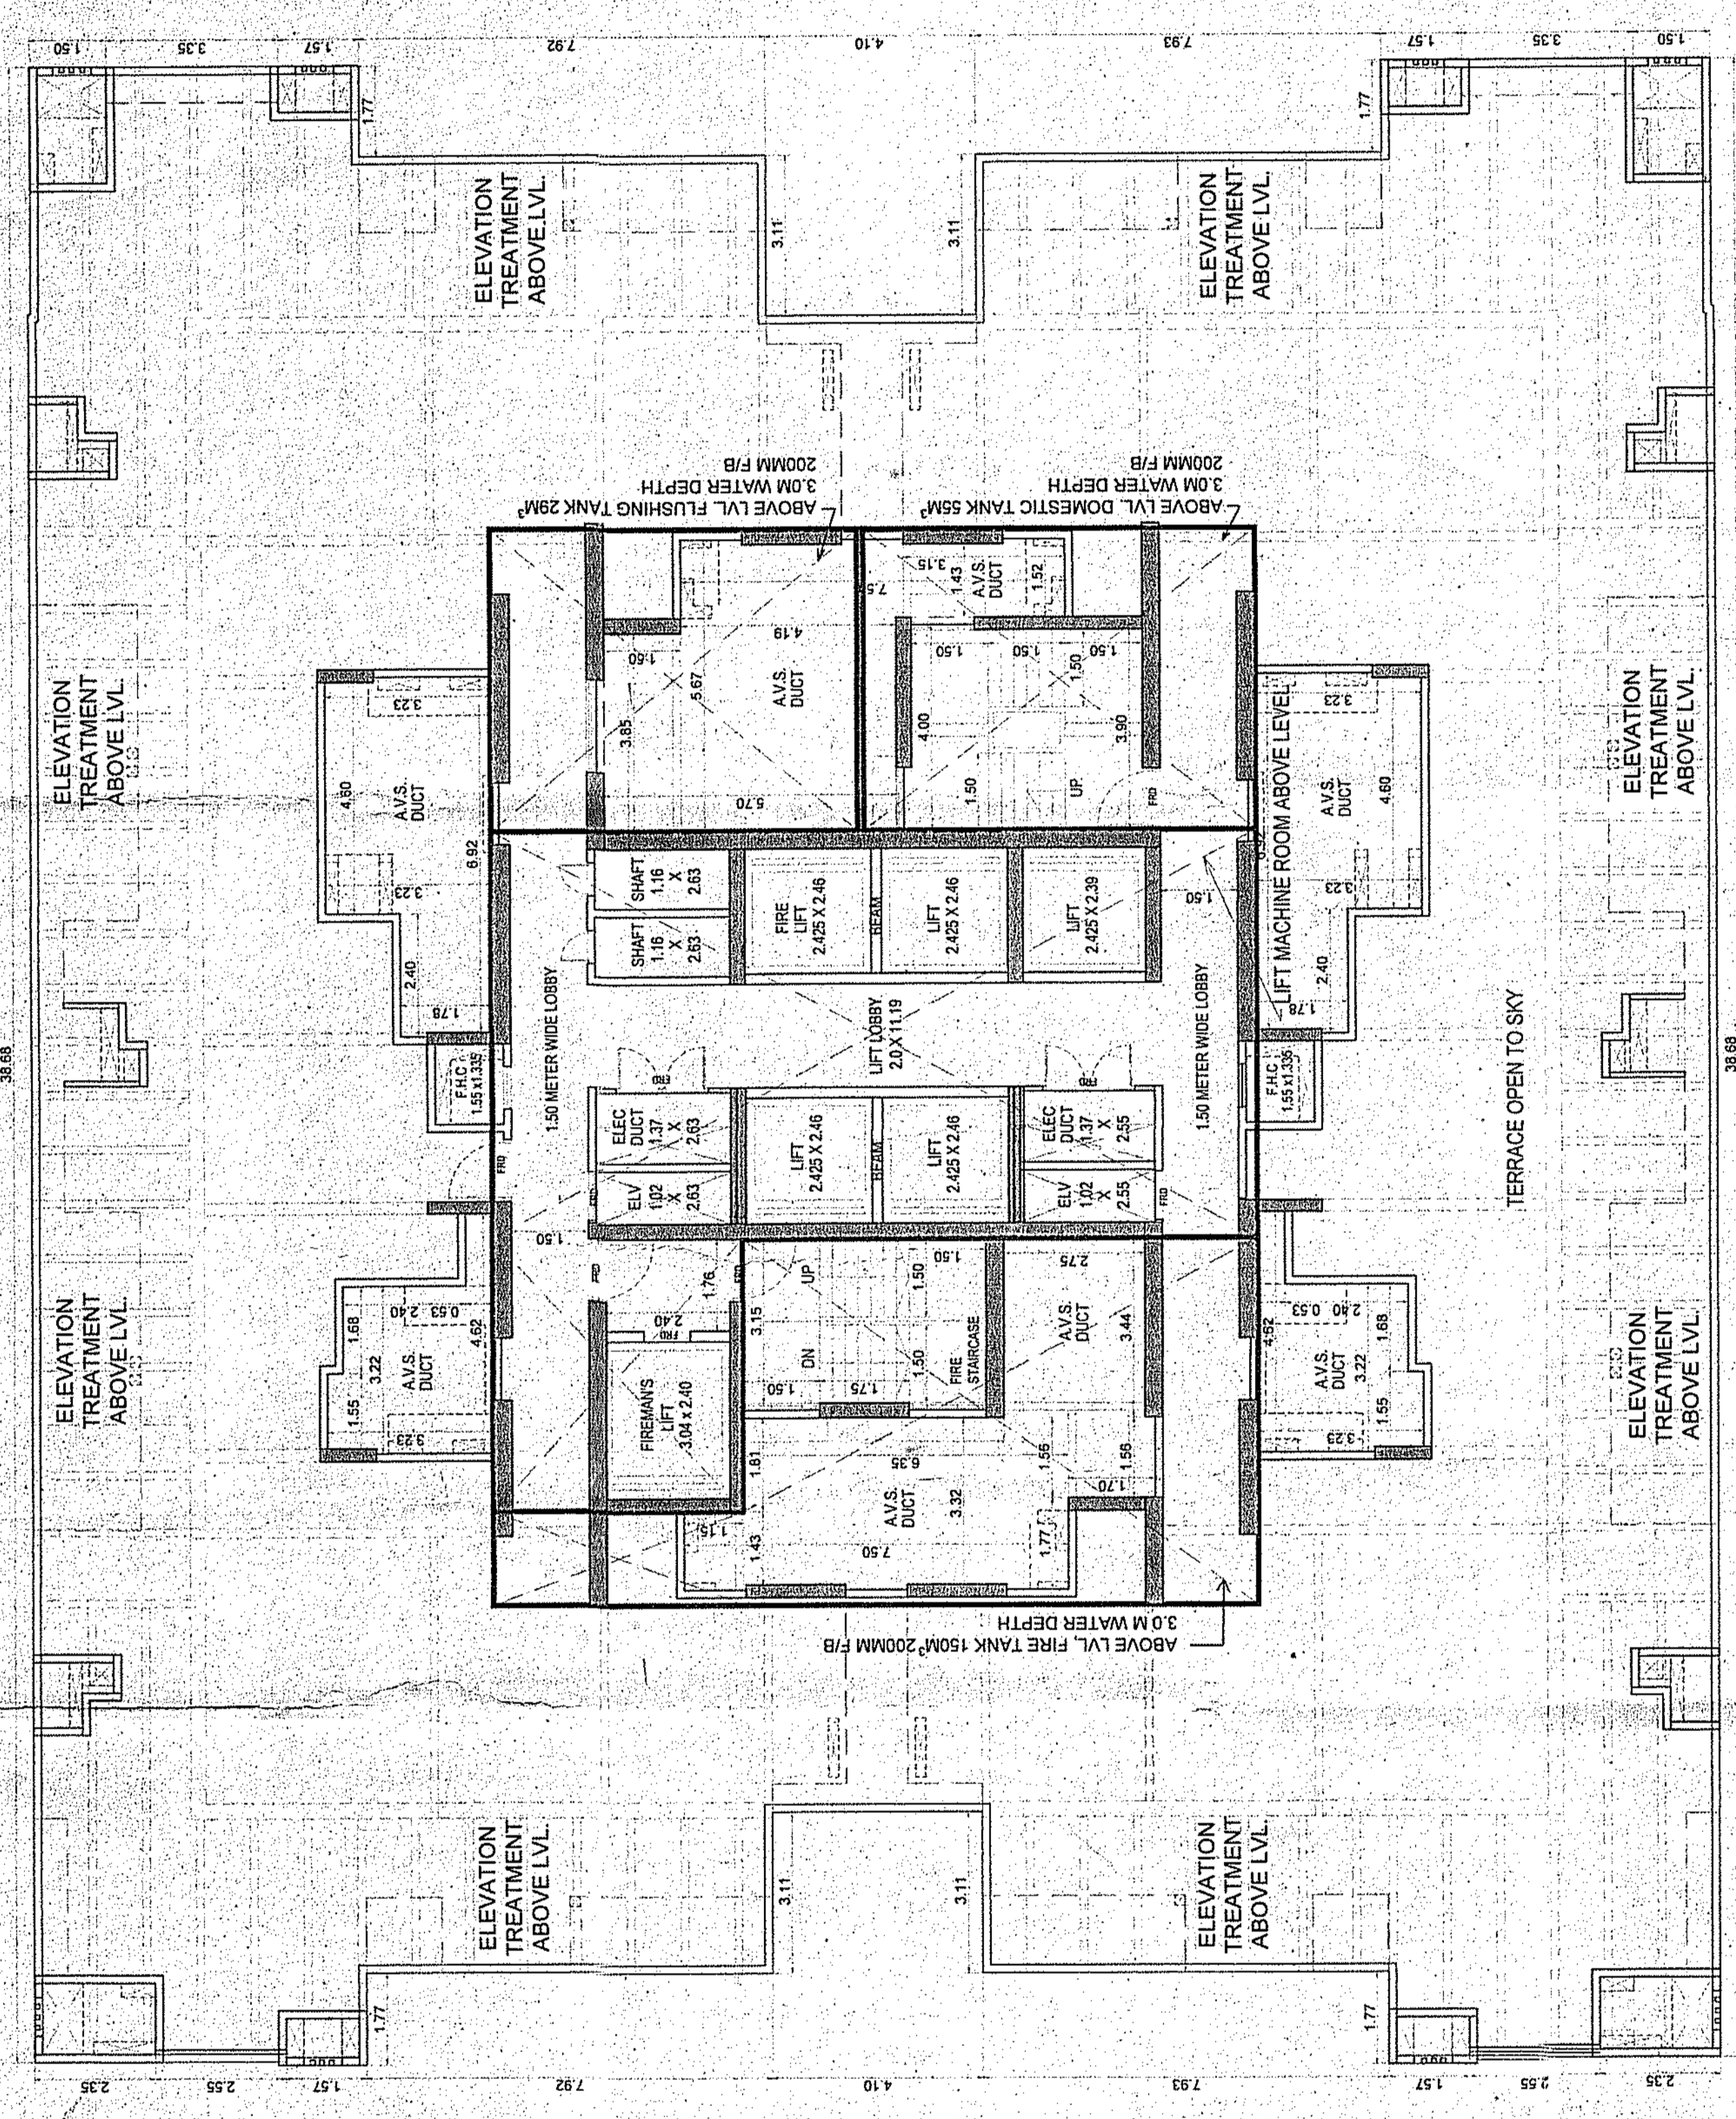 1.50
3.35
1.57
7.92
4.10
7.93
1.57
3.35
1.50
1.77
1.77
ELEVATION
TREATMENT
ABOVE LVL.
3.11
3.11
ELEVATION
TREATMENT
ABOVE LVL.
ABOVE LVL. FLUSHING TANK 29M³
3.0M WATER DEPTH
200MM F/B
ABOVE LVL. DOMESTIC TANK 55M³
3.0M WATER DEPTH
200MM F/B
ELEVATION
TREATMENT
ABOVE LVL.
3.23
4.60
A.V.S.
DUCT
6.92
3.23
2.40
1.78
1.60
4.19
5.67
3.85
A.V.S.
DUCT
5.70
7.5
3.15
1.43
A.V.S.
DUCT
1.52
1.50
1.50
1.50
1.50
4.00
3.90
1.50
UP
FRD
3.23
A.V.S.
DUCT
4.60
3.23
2.40
1.78
LIFT MACHINE ROOM ABOVE LEVEL
ELEVATION
TREATMENT
ABOVE LVL.
SHAFT
1.16
X
2.63
SHAFT
1.16
X
2.63
FIRE
LIFT
2.425 X 2.46
BEAM
LIFT
2.425 X 2.46
LIFT
2.425 X 2.39
1.50
38.68
F.H.C
1.55 x1.335
1.50 METER WIDE LOBBY
LIFT LOBBY
2.0 X 11.19
1.50 METER WIDE LOBBY
F.H.C
1.55 x1.335
TERRACE OPEN TO SKY
38.68
FRD
FRD
FRD
ELEC
DUCT
1.37
X
2.63
ELV
1.02
X
2.63
LIFT
2.425 X 2.46
BEAM
LIFT
2.425 X 2.46
ELEC
DUCT
1.37
X
2.55
ELV
1.02
X
2.55
FRD
FRD
1.50
ELEVATION
TREATMENT
ABOVE LVL.
2.40
0.53
1.68
4.62
3.22
A.V.S.
DUCT
1.55
3.23
1.76
FRD
2.40
FRD
FIREMAN'S
LIFT
3.04 x 2.40
UP
1.50
1.50
3.15
DN
1.50
1.75
1.50
FIRE
STAIRCASE
2.75
A.V.S.
DUCT
3.44
4.62
0.53
2.40
1.68
A.V.S.
DUCT
3.22
1.55
3.23
ELEVATION
TREATMENT
ABOVE LVL.
1.81
6.35
1.56
1.56
A.V.S.
DUCT
3.32
1.70
1.15
1.43
7.50
1.77
ABOVE LVL, FIRE TANK 150M³200MM F/B
3.0 M WATER DEPTH
ELEVATION
TREATMENT
ABOVE LVL.
3.11
3.11
ELEVATION
TREATMENT
ABOVE LVL.
1.77
1.77
2.35
2.55
1.57
7.92
4.10
7.93
1.57
2.55
2.35